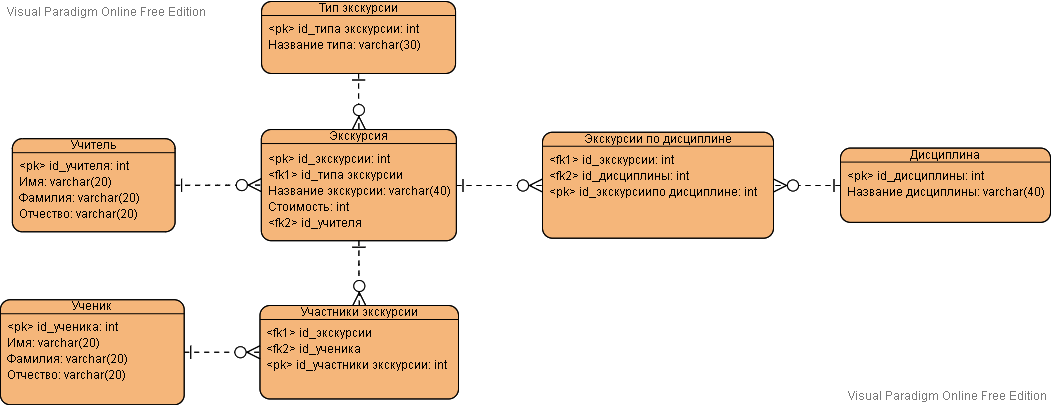 Visual Paradigm Online Free Edition
Тип экскурсии
<pk> id_типа экскурсии: int
Название типа: varchar(30)
Учитель
<pk> id_учителя: int
Имя: varchar(20)
Фамилия: varchar(20)
Отчество: varchar(20)
Экскурсия
<pk> id_экскурсии: int
<fk1> id_типа экскурсии
Название экскурсии: varchar(40)
Стоимость: int
<fk2> id_учителя
Экскурсии по дисциплине
<fk1> id_экскурсии: int
<fk2> id_дисциплины: int
<pk> id_экскурсиипо дисциплине: int
Дисциплина
<pk> id_дисциплины: int
Название дисциплины: varchar(40)
Ученик
<pk> id_ученика: int
Имя: varchar(20)
Фамилия: varchar(20)
Отчество: varchar(20)
Участники экскурсии
<fk1> id_экскурсии
<fk2> id_ученика
<pk> id_участники экскурсии: int
Visual Paradigm Online Free Edition